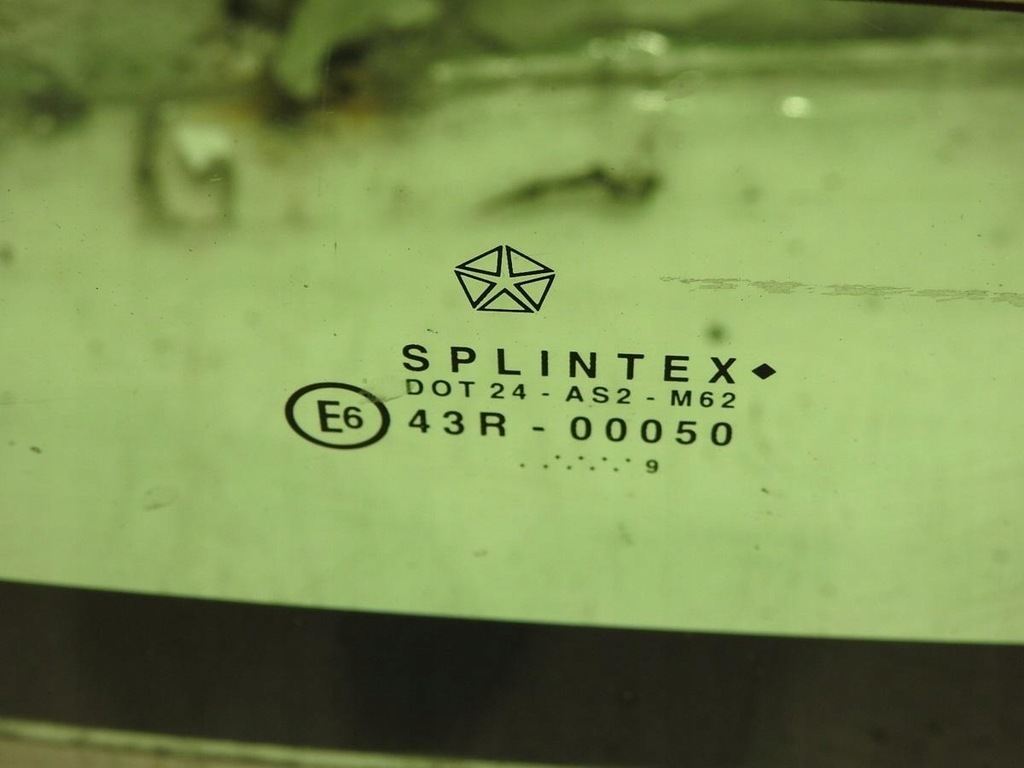 SPLINTEX
DOT 24 - AS2 - M62
E6
43R - 00050
9